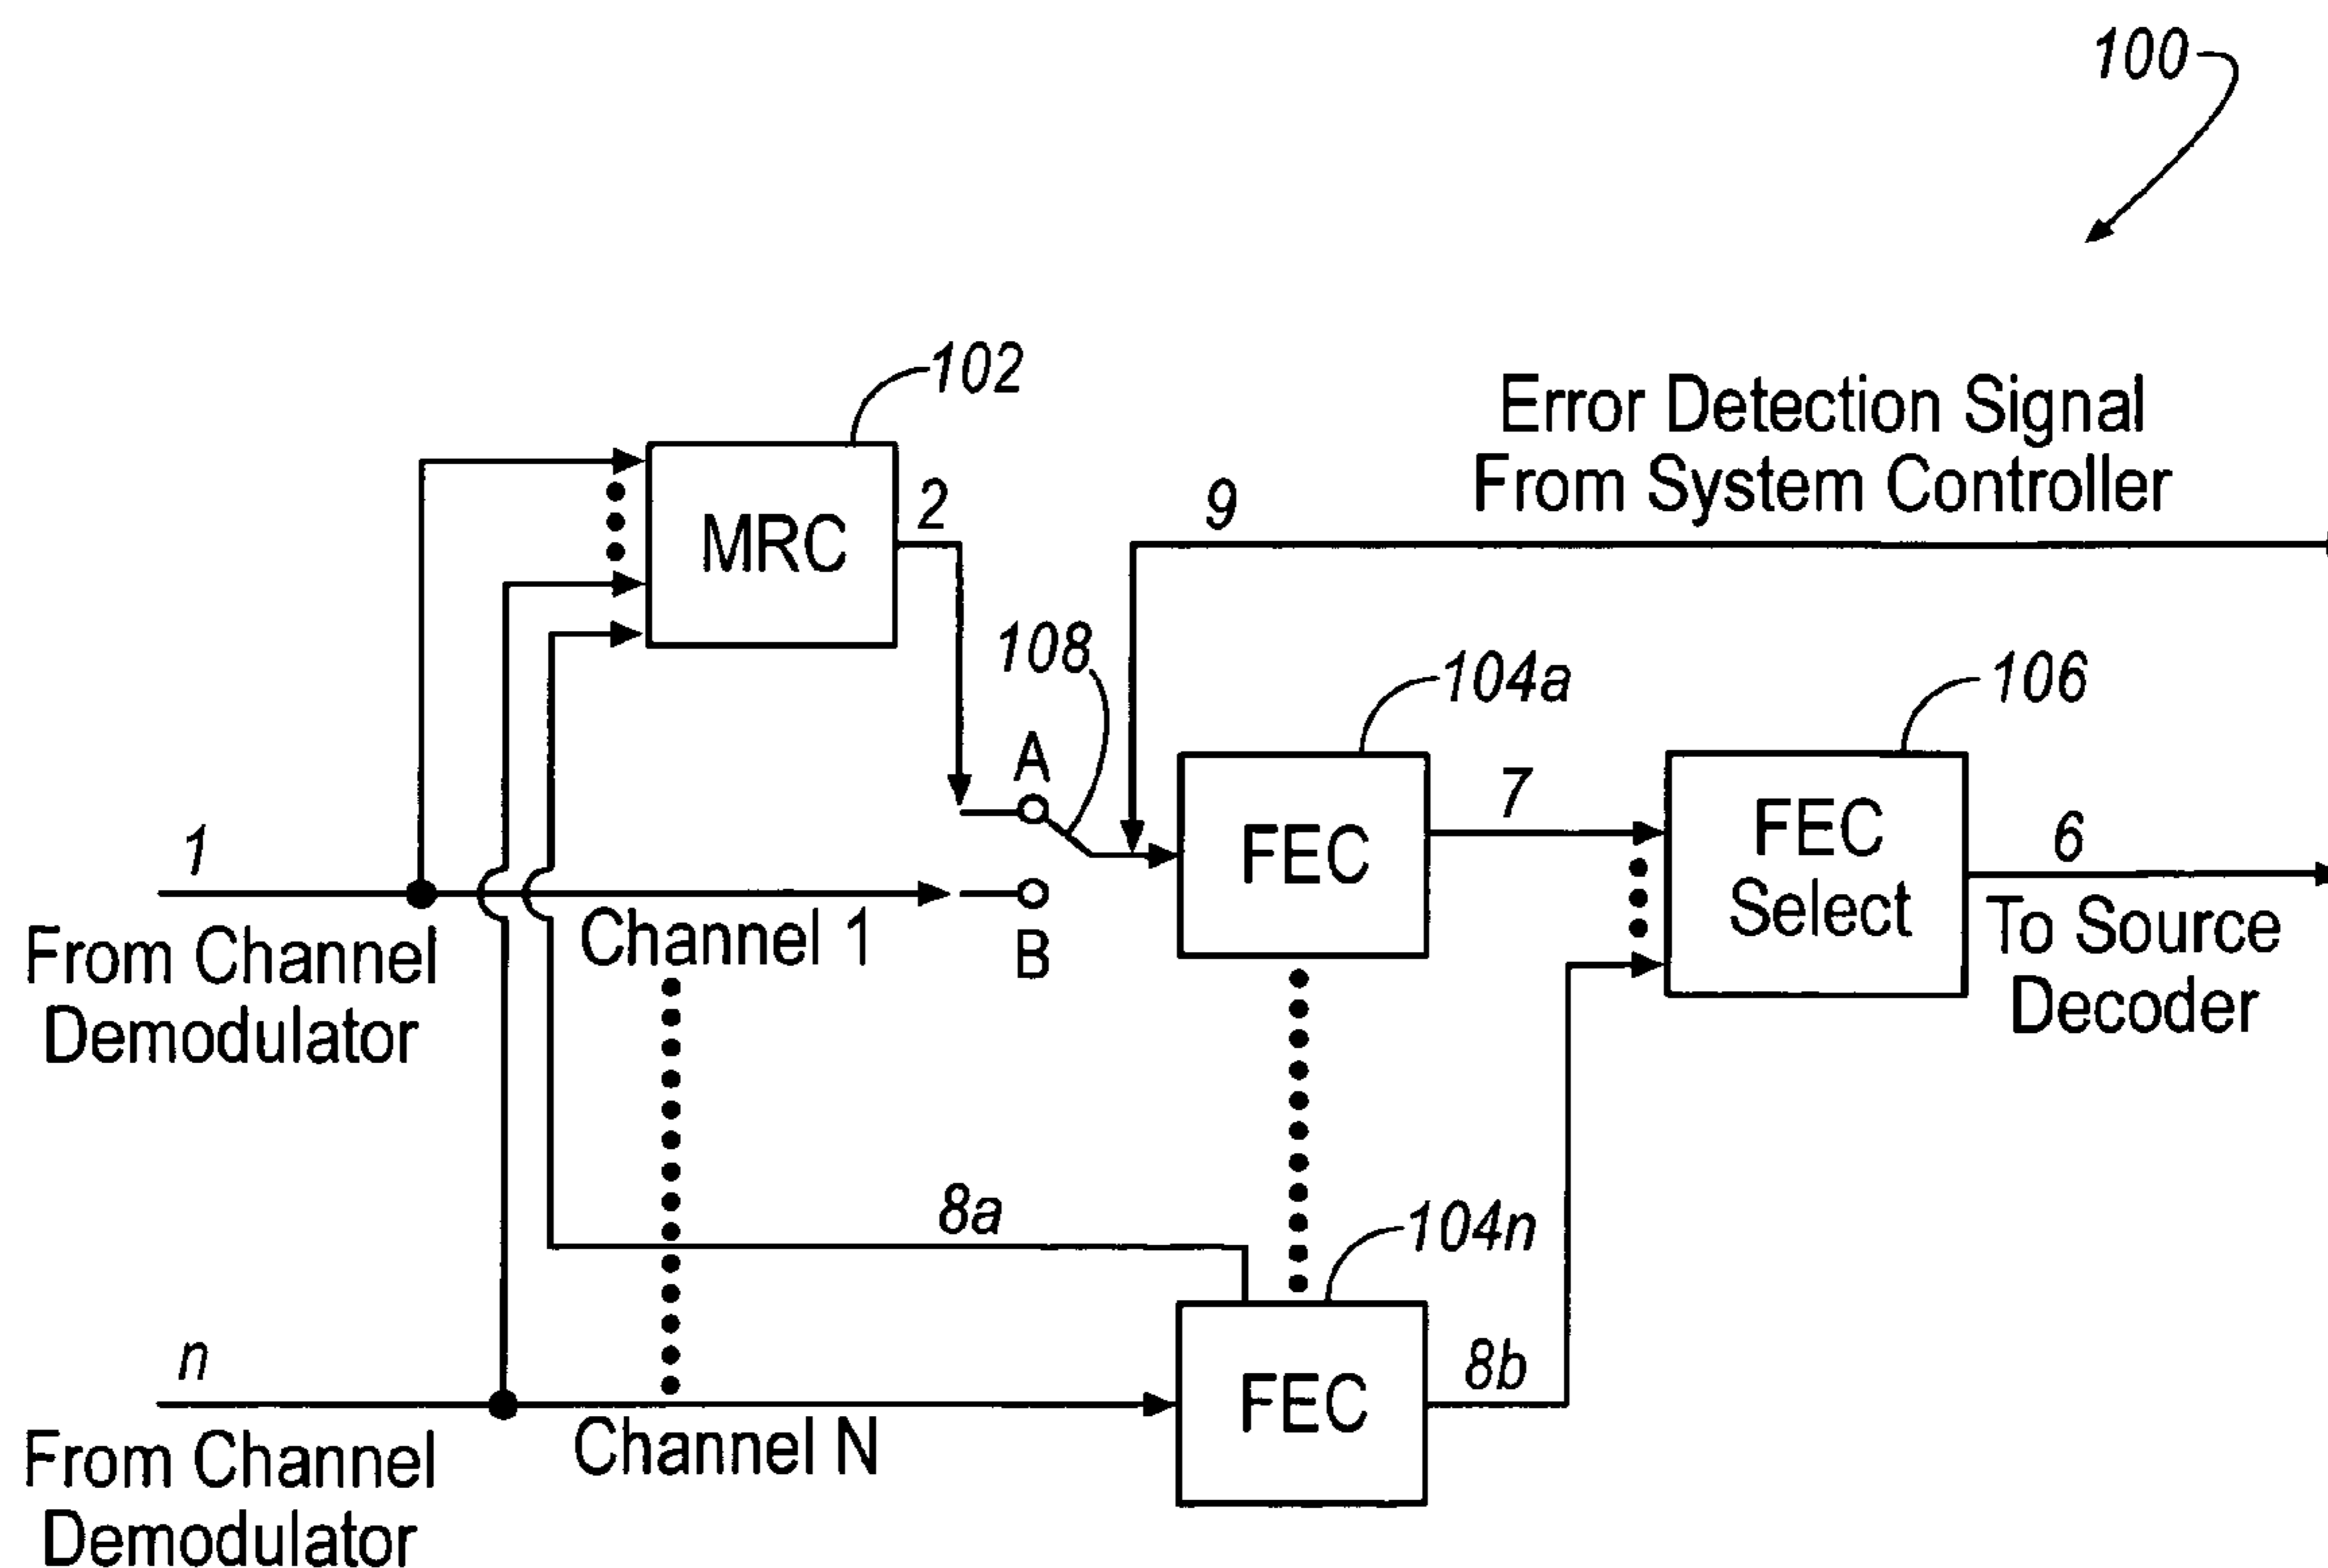 100
102
Error Detection Signal
From System Controller
MRC
2
9
108
104a
106
A
7
1
FEC
FEC
Select
6
To Source
Decoder
From Channel
Demodulator
Channel 1
B
8a
104n
n
8b
FEC
From Channel
Demodulator
Channel N